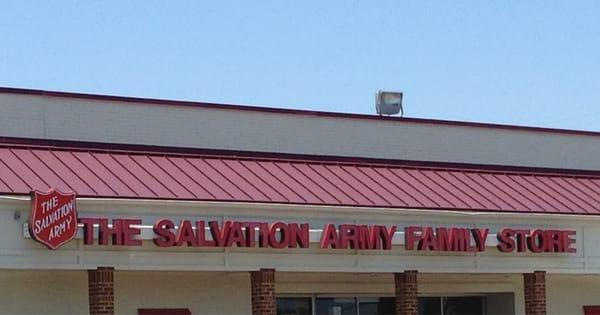 THE
SALVATION
ARMY
THE SALVATION ARMY FAMILY STORE